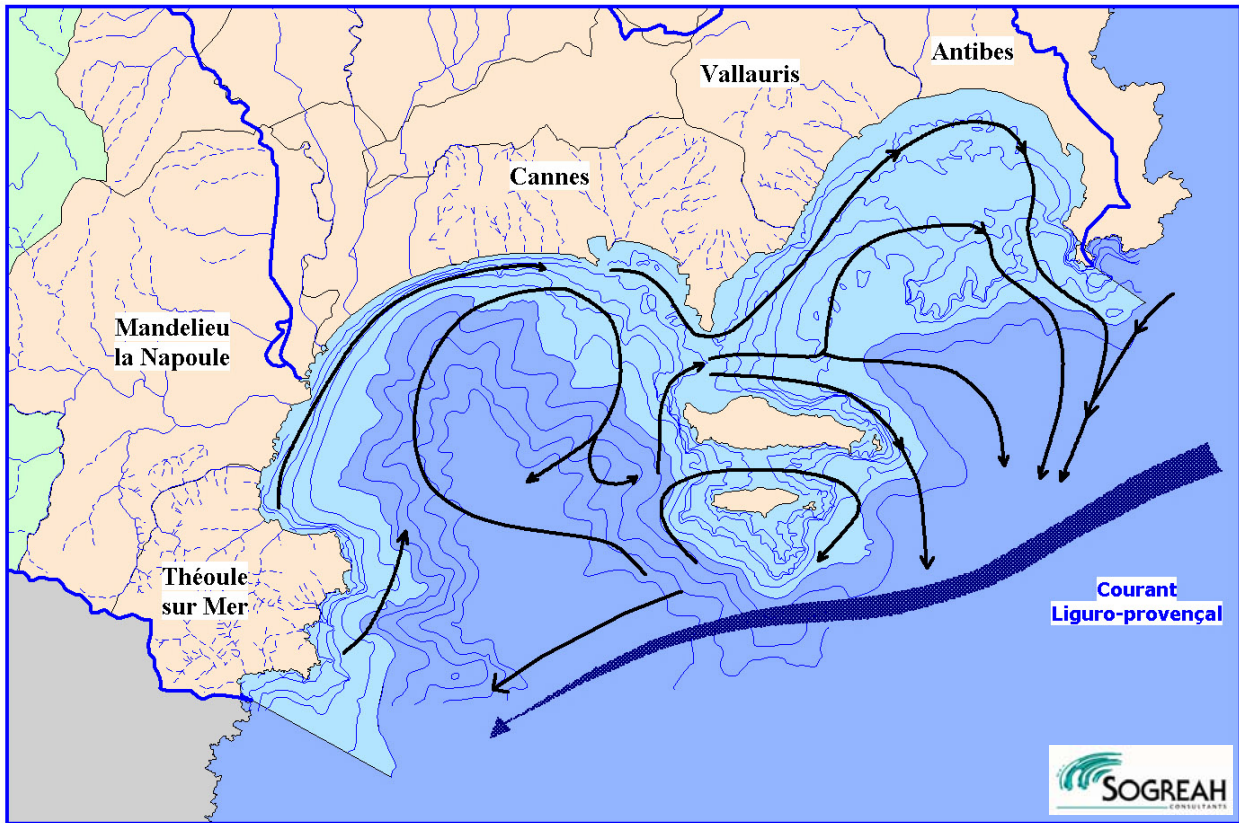 Antibes
Vallauris
Cannes
Mandelieu
la Napoule
Théoule
sur Mer
Courant
Liguro-provençal
SOGREAH
CONSULTANTS